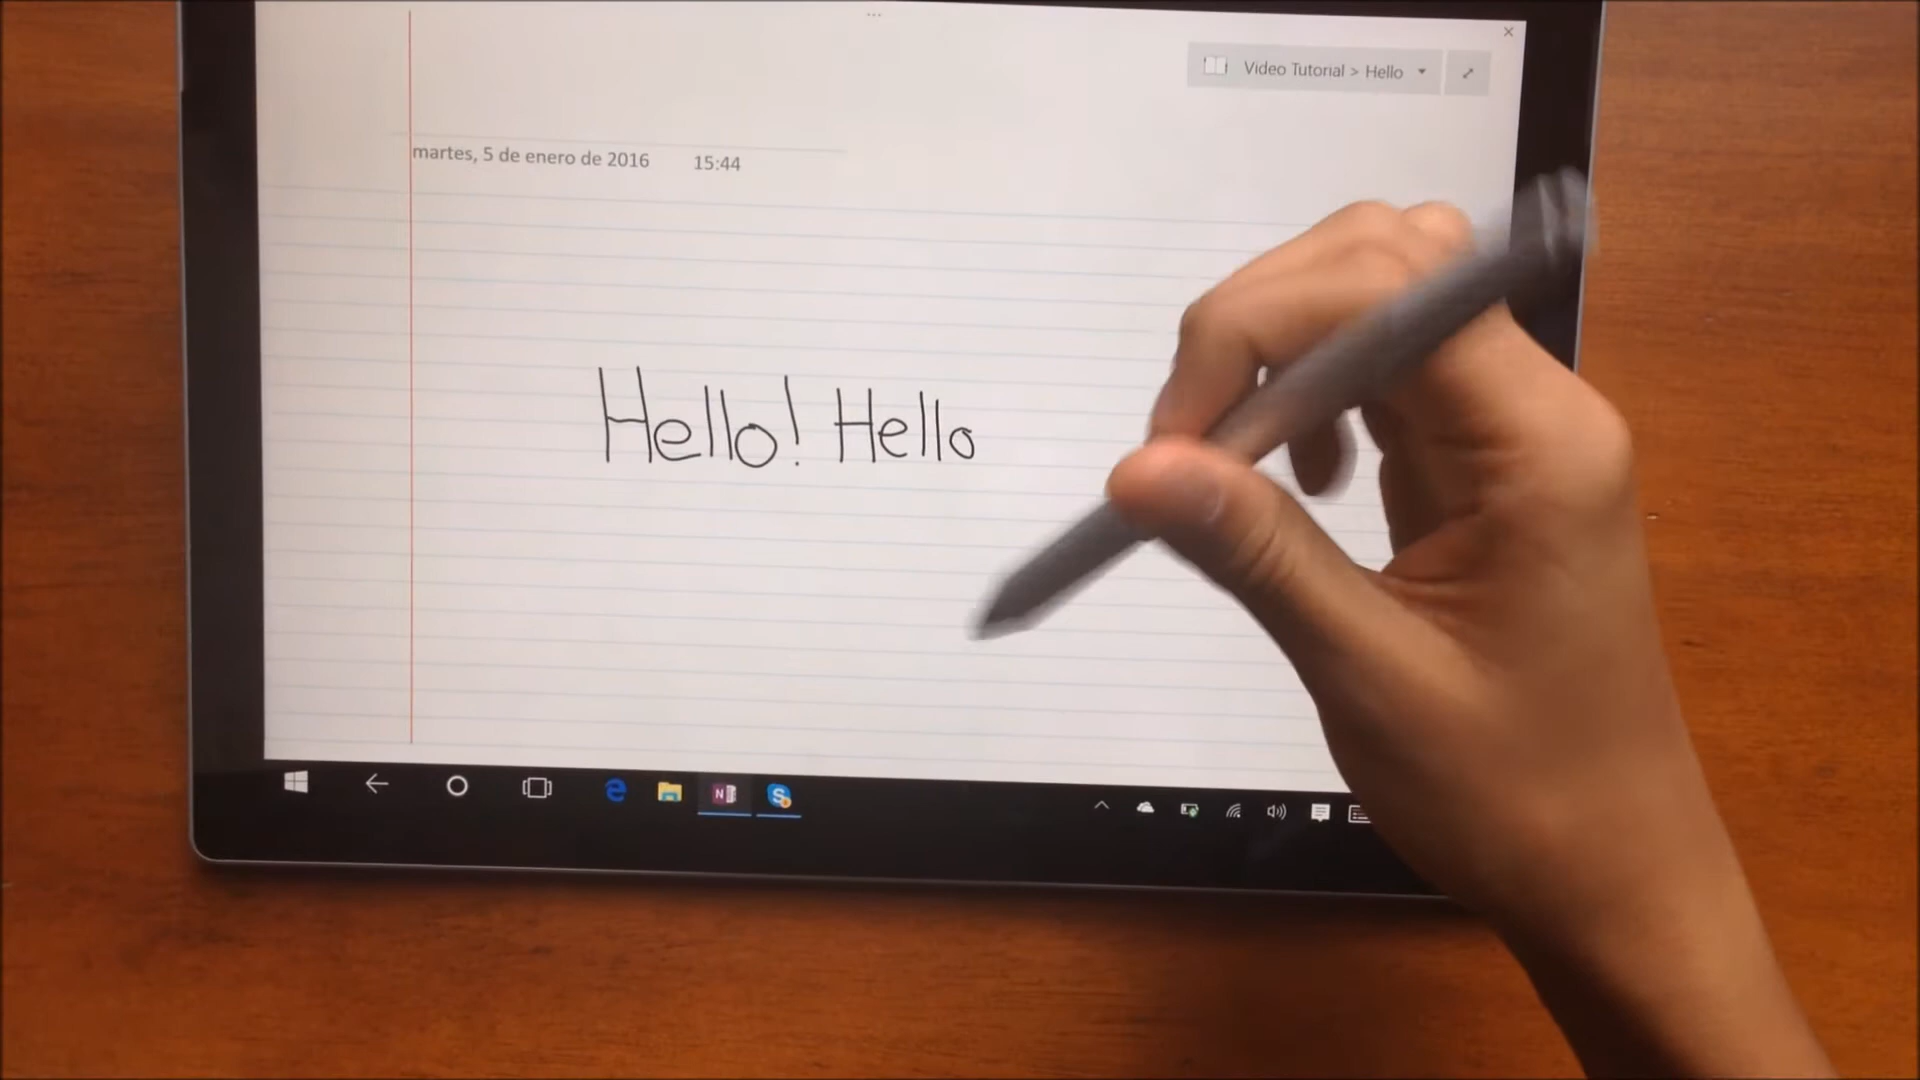 Video Tutorial > Hello
martes, 5 de enero de 2016 15:44
Hello! Hello